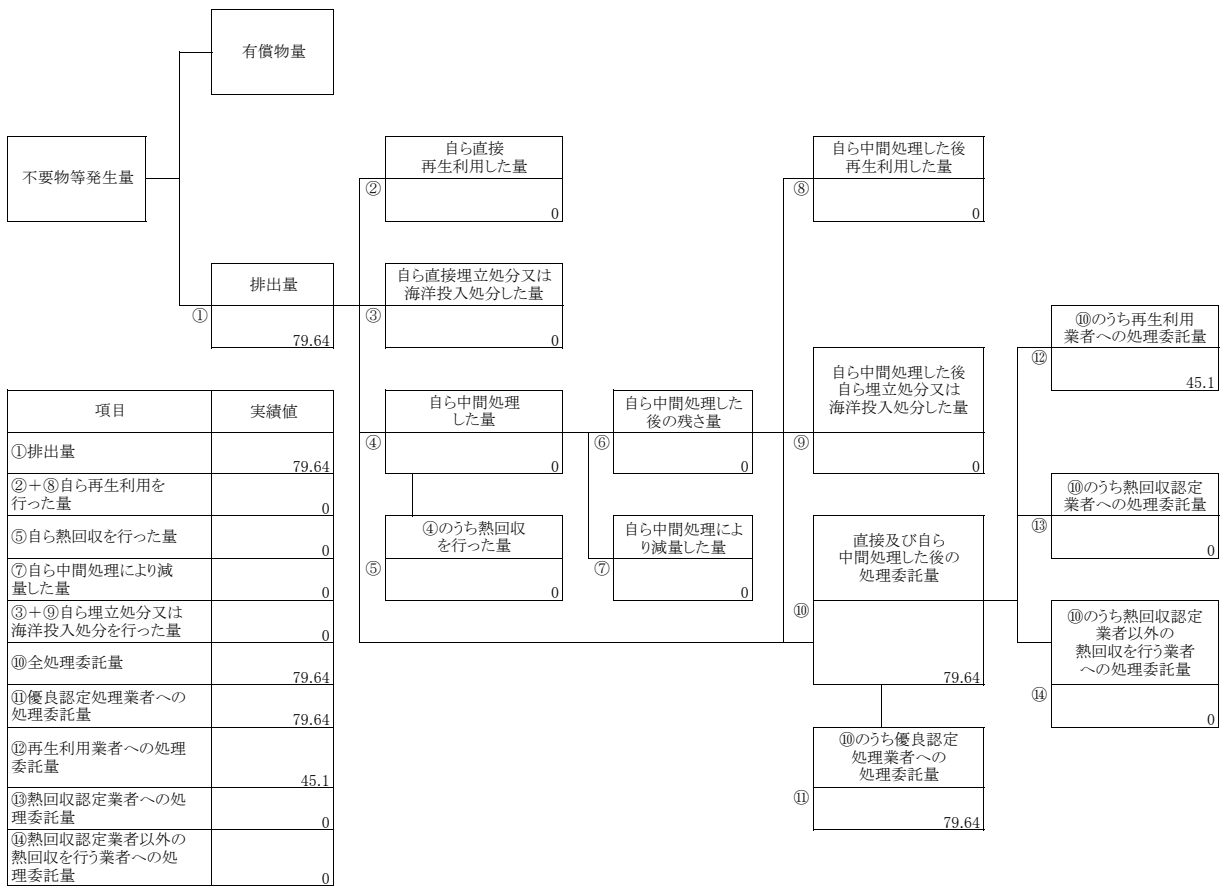 有償物量
不要物等発生量
自ら直接
再生利用した量
②
0
自ら中間処理した後
再生利用した量
⑧
0
排出量
①
79.64
自ら直接埋立処分又は
海洋投入処分した量
③
0
⑩のうち再生利用
業者への処理委託量
⑫
45.1
自ら中間処理
した量
④
0
自ら中間処理した
後の残さ量
⑥
0
自ら中間処理した後
自ら埋立処分又は
海洋投入処分した量
⑨
0
⑩のうち熱回収認定
業者への処理委託量
⑬
0
④のうち熱回収
を行った量
⑤
0
自ら中間処理によ
り減量した量
⑦
0
直接及び自ら
中間処理した後の
処理委託量
⑩
79.64
⑩のうち熱回収認定
業者以外の
熱回収を行う業者
への処理委託量
⑭
0
⑩のうち優良認定
処理業者への
処理委託量
⑪
79.64
項目 実績値
①排出量
79.64
②＋⑧自ら再生利用を
行った量
0
⑤自ら熱回収を行った量
0
⑦自ら中間処理により減
量した量
0
③＋⑨自ら埋立処分又は
海洋投入処分を行った量
0
⑩全処理委託量
79.64
⑪優良認定処理業者への
処理委託量
79.64
⑫再生利用業者への処理
委託量
45.1
⑬熱回収認定業者への処
理委託量
0
⑭熱回収認定業者以外の
熱回収を行う業者への処
理委託量
0